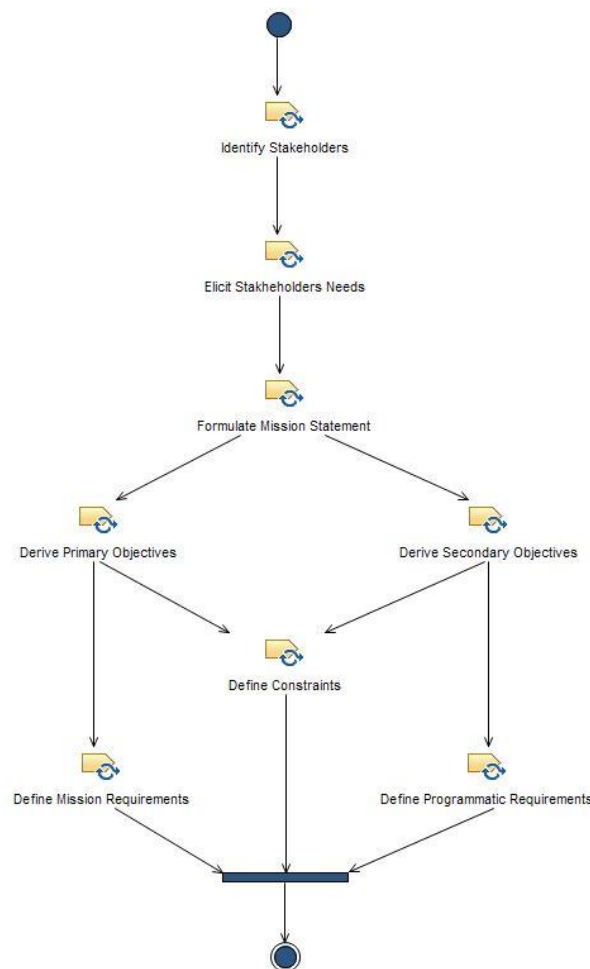 Identify Stakeholders
Elicit Stakheholders Needs
Formulate Mission Statement
Derive Primary Objectives
Derive Secondary Objectives
Define Constraints
Define Mission Requirements
Define Programmatic Requirements